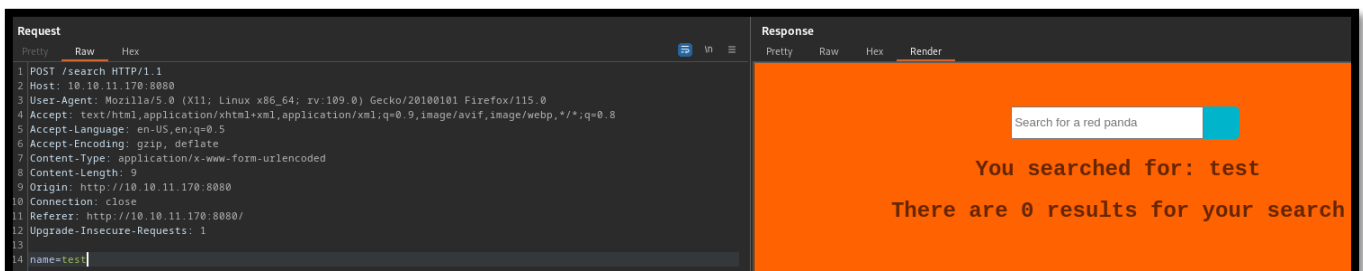 Request
Pretty Raw Hex
\n
1 POST /search HTTP/1.1
2 Host: 10.10.11.170:8080
3 User-Agent: Mozilla/5.0 (X11; Linux x86_64; rv:109.0) Gecko/20100101 Firefox/115.0
4 Accept: text/html,application/xhtml+xml,application/xml;q=0.9,image/avif,image/webp,*/*;q=0.8
5 Accept-Language: en-US,en;q=0.5
6 Accept-Encoding: gzip, deflate
7 Content-Type: application/x-www-form-urlencoded
8 Content-Length: 9
9 Origin: http://10.10.11.170:8080
10 Connection: close
11 Referer: http://10.10.11.170:8080/
12 Upgrade-Insecure-Requests: 1
13
14 name=test
Response
Pretty Raw Hex Render
Search for a red panda
You searched for: test
There are 0 results for your search